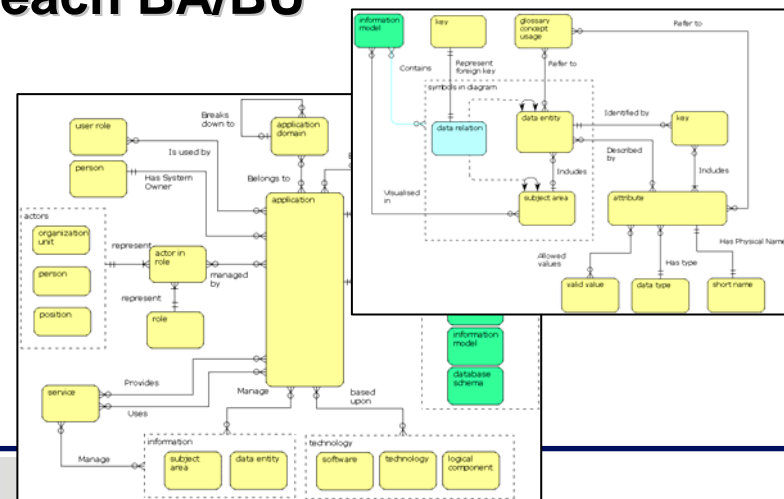 each BA/BU
information
model
key
glossary
concept
usage
Refer to
Contains
Represent
foreign key
Refer to
symbols in diagram
data relation
data entity
Identified by
key
Described
by
Includes
Includes
Visualised
in
subject area
attribute
Has Physical Name
Allowed
values
Has type
valid value
data type
short name
user role
Breaks
down to
application
domain
Is used by
person
Has System
Owner
Belongs to
application
actors
organization
unit
represent
actor in
role
managed
by
person
represent
position
role
information
model
database
schema
Provides
service
Uses
Manage
based
upon
Manage
information
subject
area
data entity
technology
software
technology
logical
component